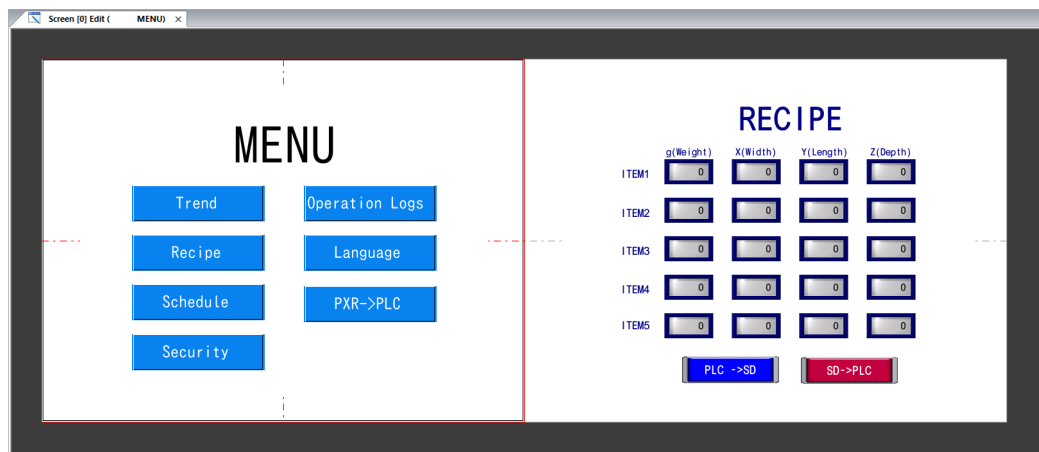 Screen [0] Edit ( MENU) ×
MENU
Trend
Operation Logs
Recipe
Language
Schedule
PXR->PLC
Security
RECIPE
g(Weight) X(Width) Y(Length) Z(Depth)
ITEM1 0 0 0 0
ITEM2 0 0 0 0
ITEM3 0 0 0 0
ITEM4 0 0 0 0
ITEM5 0 0 0 0
PLC ->SD
SD->PLC